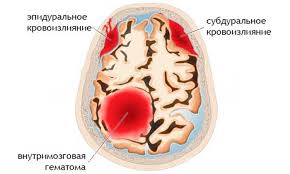 эпидуральное
кровоизлияние
субдуральное
кровоизлияние
внутримозговая
гематома